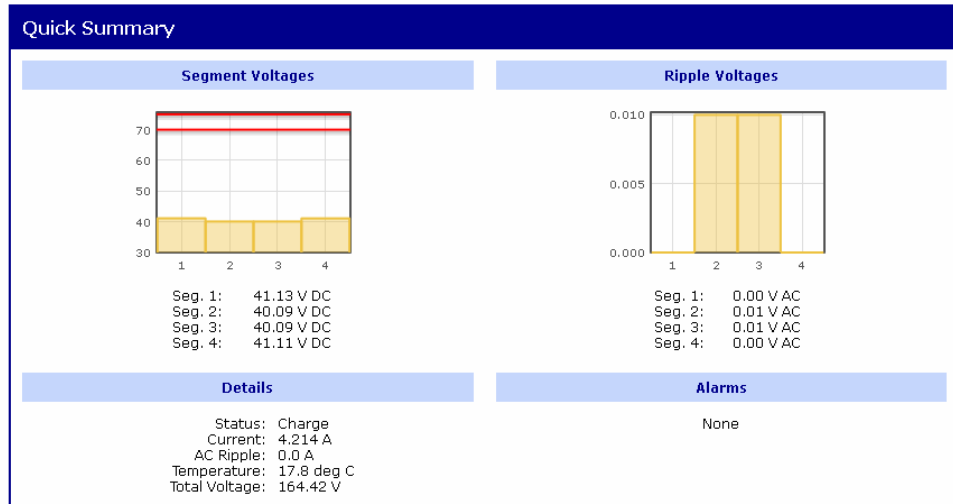 Quick Summary
Segment Voltages
70
60
50
40
30
1 2 3 4
Seg. 1: 41.13 V DC
Seg. 2: 40.09 V DC
Seg. 3: 40.09 V DC
Seg. 4: 41.11 V DC
Ripple Voltages
0.010
0.005
0.000
1 2 3 4
Seg. 1: 0.00 V AC
Seg. 2: 0.01 V AC
Seg. 3: 0.01 V AC
Seg. 4: 0.00 V AC
Details
Status: Charge
Current: 4.214 A
AC Ripple: 0.0 A
Temperature: 17.8 deg C
Total Voltage: 164.42 V
Alarms
None